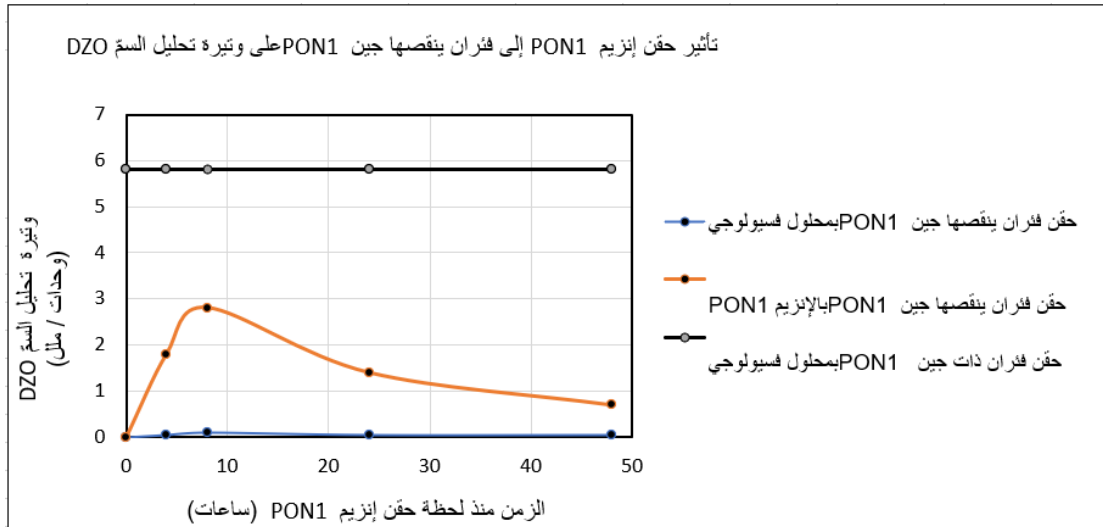 تأثير حقن إنزيم PON1 إلى فئران ينقصها جين PON1على وتيرة تحليل السمّ DZO
7
6
5
4
3
2
1
0
وتيرة تحليل السمّ DZO
(وحدات / ملل)
0 10 20 30 40 50
الزمن منذ لحظة حقن إنزيم PON1 (ساعات)
حقن فئران ينقصها جين PON1بمحلول فسيولوجي
حقن فئران ينقصها جين PON1بالإنزيم PON1
حقن فئران ذات جين PON1بمحلول فسيولوجي